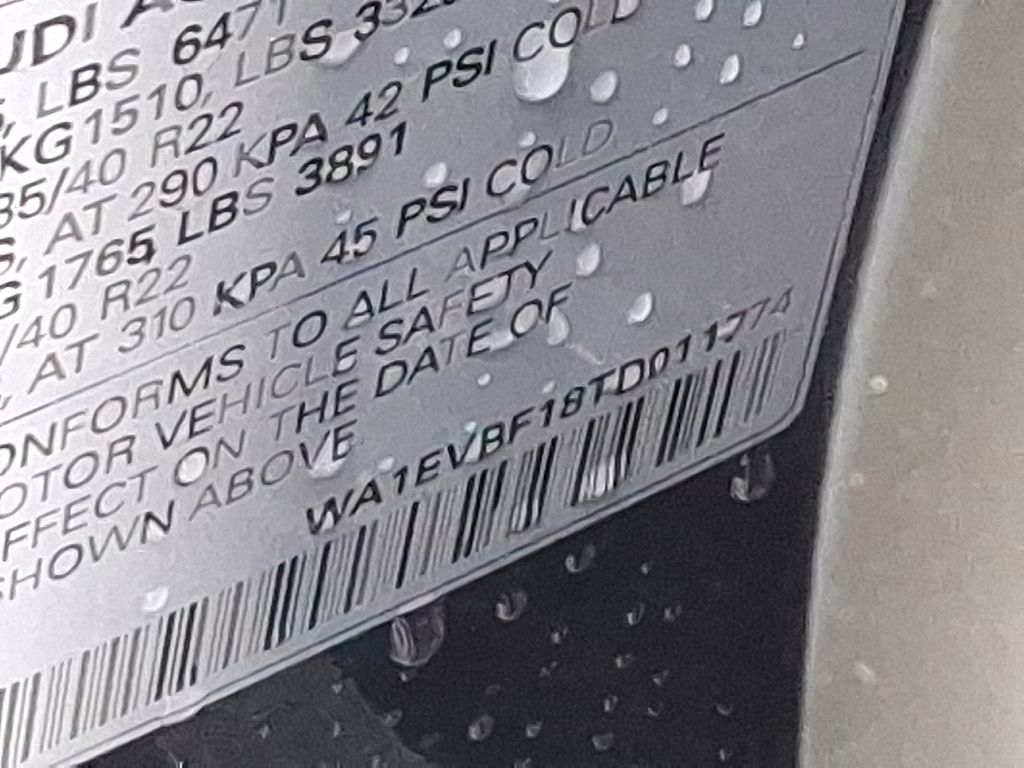 UDI A
, LBS 6471
KG1510, LBS 332
35/40 R22
S, AT 290 KPA 42 PSI COLD
G 1765 LBS 3891
/40 R22
, AT 310 KPA 45 PSI COLD
ONFORMS TO ALL APPLICABLE
OTOR VEHICLE SAFETY
FFECT ON THE DATE OF
SHOWN ABOVE
WA1EVBF18TD011774